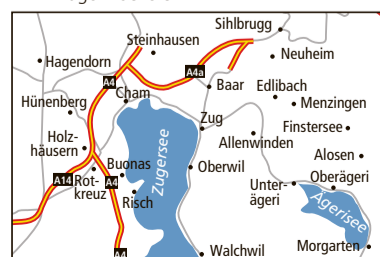 Sihlbrugg
Steinhausen
Neuheim
Hagendorn
A4a
A4
Baar
Edlibach
Cham
Menzingen
Hünenberg
Zug
Finstersee
Holz-
häusern
Allenwinden
Zugersee
Alosen
Buonas
Oberwil
A14
Rot-
kreuz
A4
Risch
Unter-
ägeri
Oberägeri
Ägerisee
Morgarten
Walchwil
A4